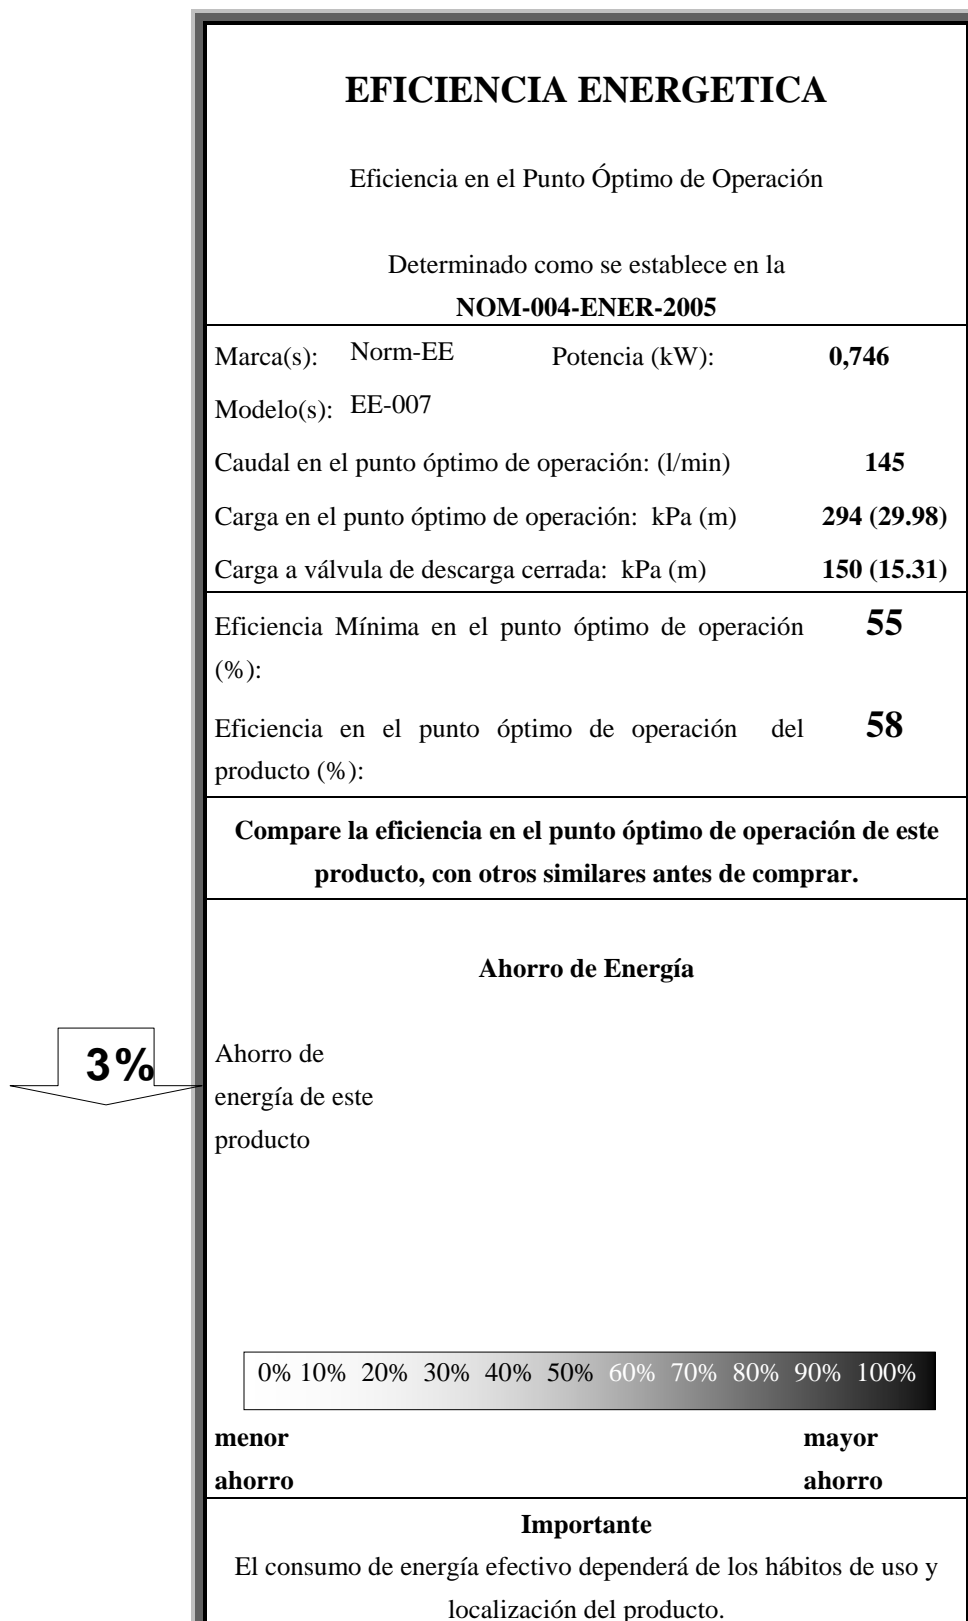 EFICIENCIA ENERGETICA
Eficiencia en el Punto Óptimo de Operación
Determinado como se establece en la
NOM-004-ENER-2005
Marca(s): Norm-EE Potencia (kW): 0,746
Modelo(s): EE-007
Caudal en el punto óptimo de operación: (l/min) 145
Carga en el punto óptimo de operación: kPa (m) 294 (29.98)
Carga a válvula de descarga cerrada: kPa (m) 150 (15.31)
Eficiencia Mínima en el punto óptimo de operación 55
(%):
Eficiencia en el punto óptimo de operación del 58
producto (%):
Compare la eficiencia en el punto óptimo de operación de este
producto, con otros similares antes de comprar.
Ahorro de Energía
3%
Ahorro de
energía de este
producto
0% 10% 20% 30% 40% 50% 60% 70% 80% 90% 100%
menor mayor
ahorro ahorro
Importante
El consumo de energía efectivo dependerá de los hábitos de uso y
localización del producto.